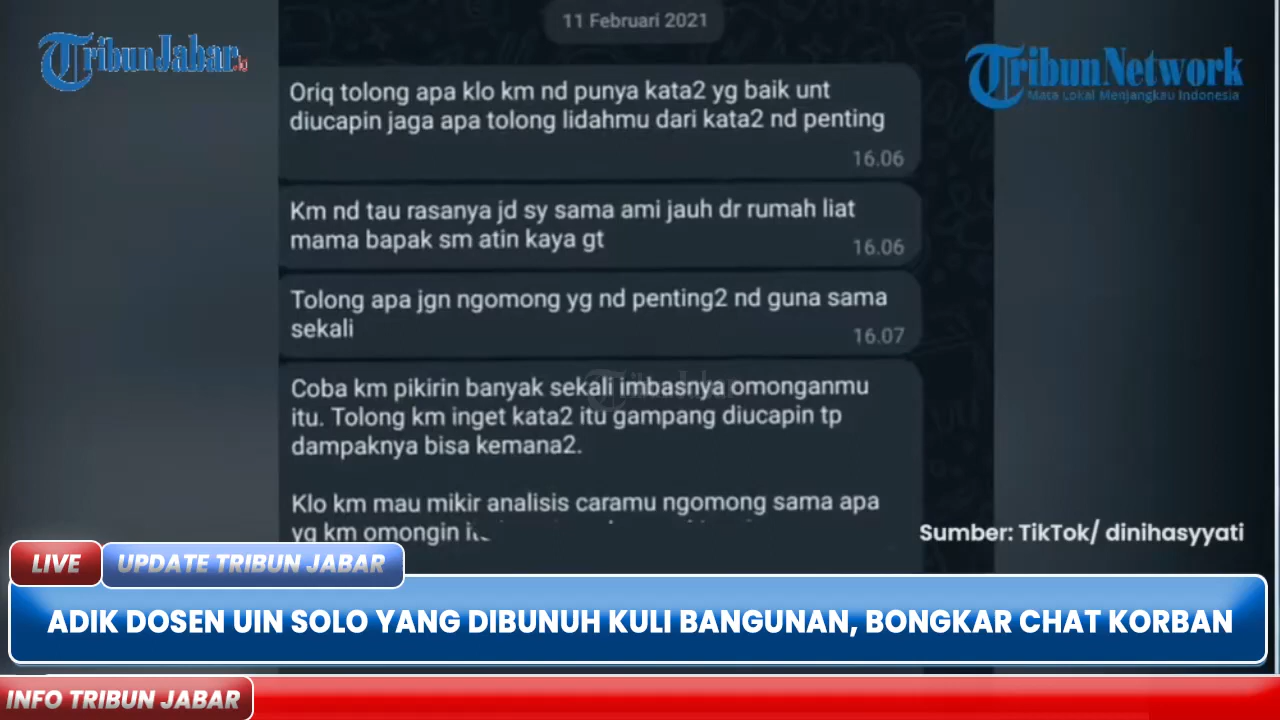 11 Februari 2021
TribunJabar.id
TribunNetwork
Mata Lokal Menjangkau Indonesia
Oriq tolong apa klo km nd punya kata2 yg baik unt
diucapin jaga apa tolong lidahmu dari kata2 nd penting
16.06
Km nd tau rasanya jd sy sama ami jauh dr rumah liat
mama bapak sm atin kaya gt
16.06
Tolong apa jgn ngomong yg nd penting2 nd guna sama
sekali
16.07
Coba km pikirin banyak sekali imbasnya omonganmu
itu. Tolong km inget kata2 itu gampang diucapin tp
dampaknya bisa kemana2.
Klo km mau mikir analisis caramu ngomong sama apa
yg km omongin
Sumber: TikTok/ dinihasyyati
LIVE
UPDATE TRIBUN JABAR
ADIK DOSEN UIN SOLO YANG DIBUNUH KULI BANGUNAN, BONGKAR CHAT KORBAN
INFO TRIBUN JABAR